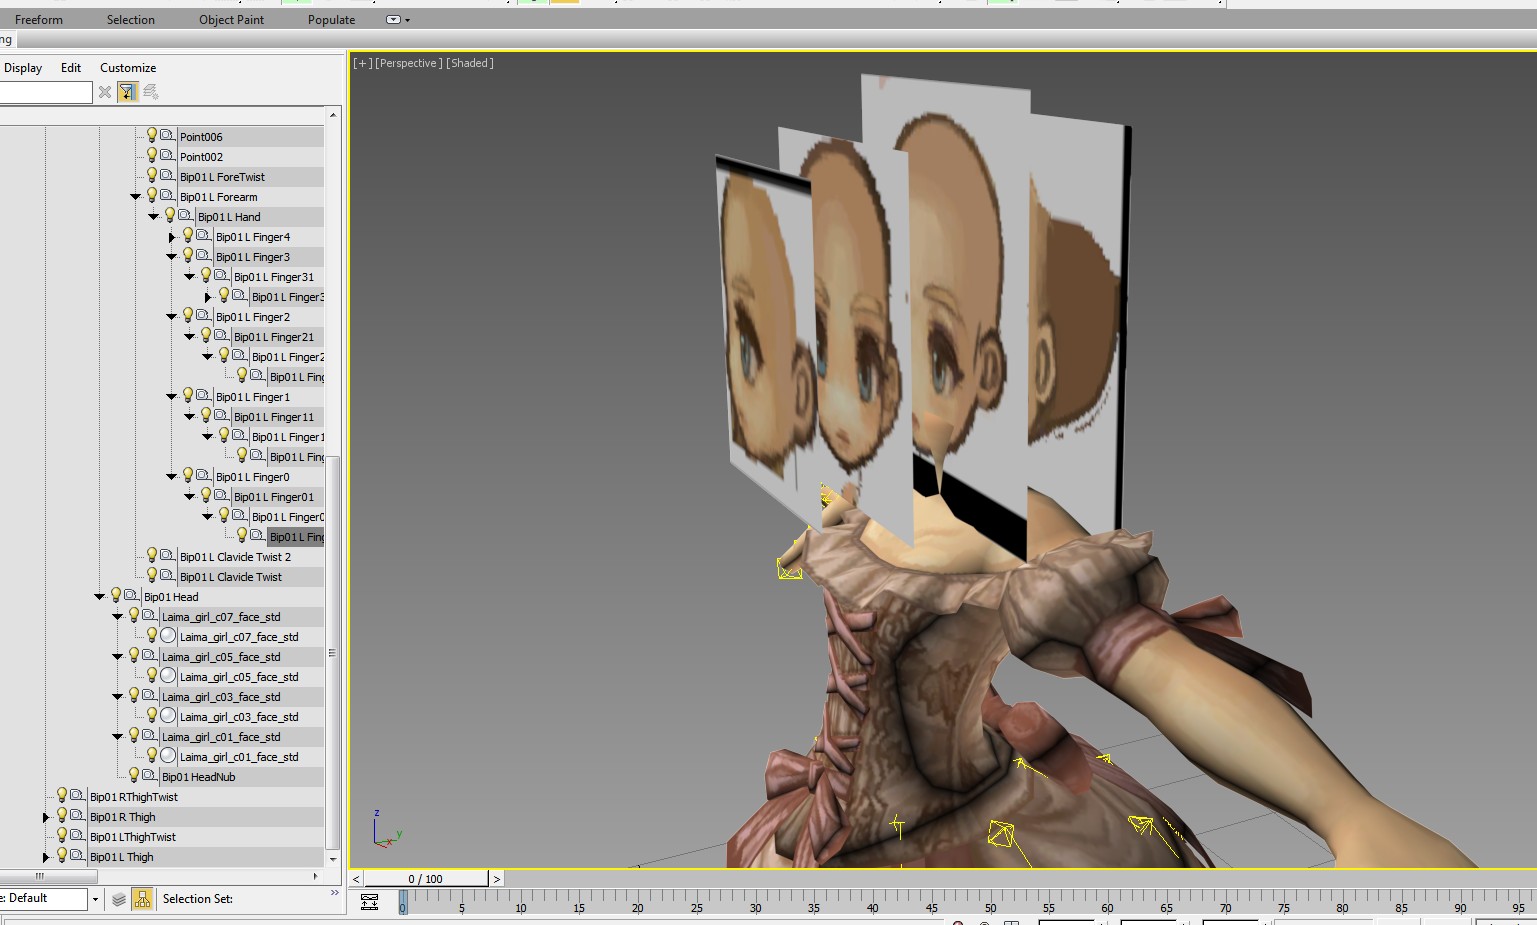 Freeform Selection Object Paint Populate
ng
Display Edit Customize
[+] [Perspective] [Shaded]
Point006
Point002
Bip01 L ForeTwist
Bip01 L Forearm
Bip01 L Hand
Bip01 L Finger4
Bip01 L Finger3
Bip01 L Finger31
Bip01 L Finger3
Bip01 L Finger2
Bip01 L Finger21
Bip01 L Finger2
Bip01 L Fing
Bip01 L Finger1
Bip01 L Finger11
Bip01 L Finger1
Bip01 L Fing
Bip01 L Finger0
Bip01 L Finger01
Bip01 L Finger0
Bip01 L Fing
Bip01 L Clavicle Twist 2
Bip01 L Clavicle Twist
Bip01 Head
Laima_girl_c07_face_std
Laima_girl_c07_face_std
Laima_girl_c05_face_std
Laima_girl_c05_face_std
Laima_girl_c03_face_std
Laima_girl_c03_face_std
Laima_girl_c01_face_std
Laima_girl_c01_face_std
Bip01 HeadNub
Bip01 RThighTwist
Bip01 R Thigh
Bip01 LThighTwist
Bip01 L Thigh
z
y
x
< 0 / 100 >
e: Default Selection Set:
0 5 10 15 20 25 30 35 40 45 50 55 60 65 70 75 80 85 90 95